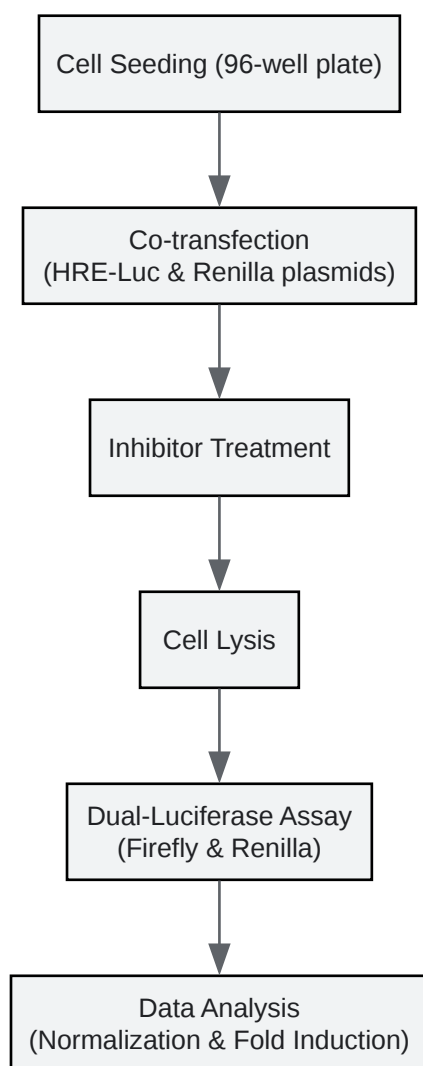 Cell Seeding (96-well plate)
Co-transfection
(HRE-Luc & Renilla plasmids)
Inhibitor Treatment
Cell Lysis
Dual-Luciferase Assay
(Firefly & Renilla)
Data Analysis
(Normalization & Fold Induction)